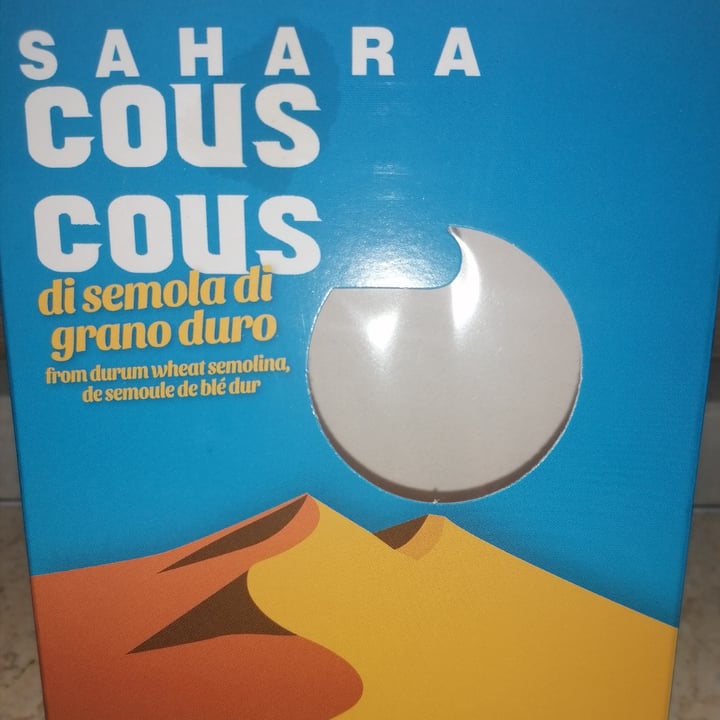 SAHARA
COUS
COUS
di semola di
grano duro
from durum wheat semolina,
de semoule de blé dur